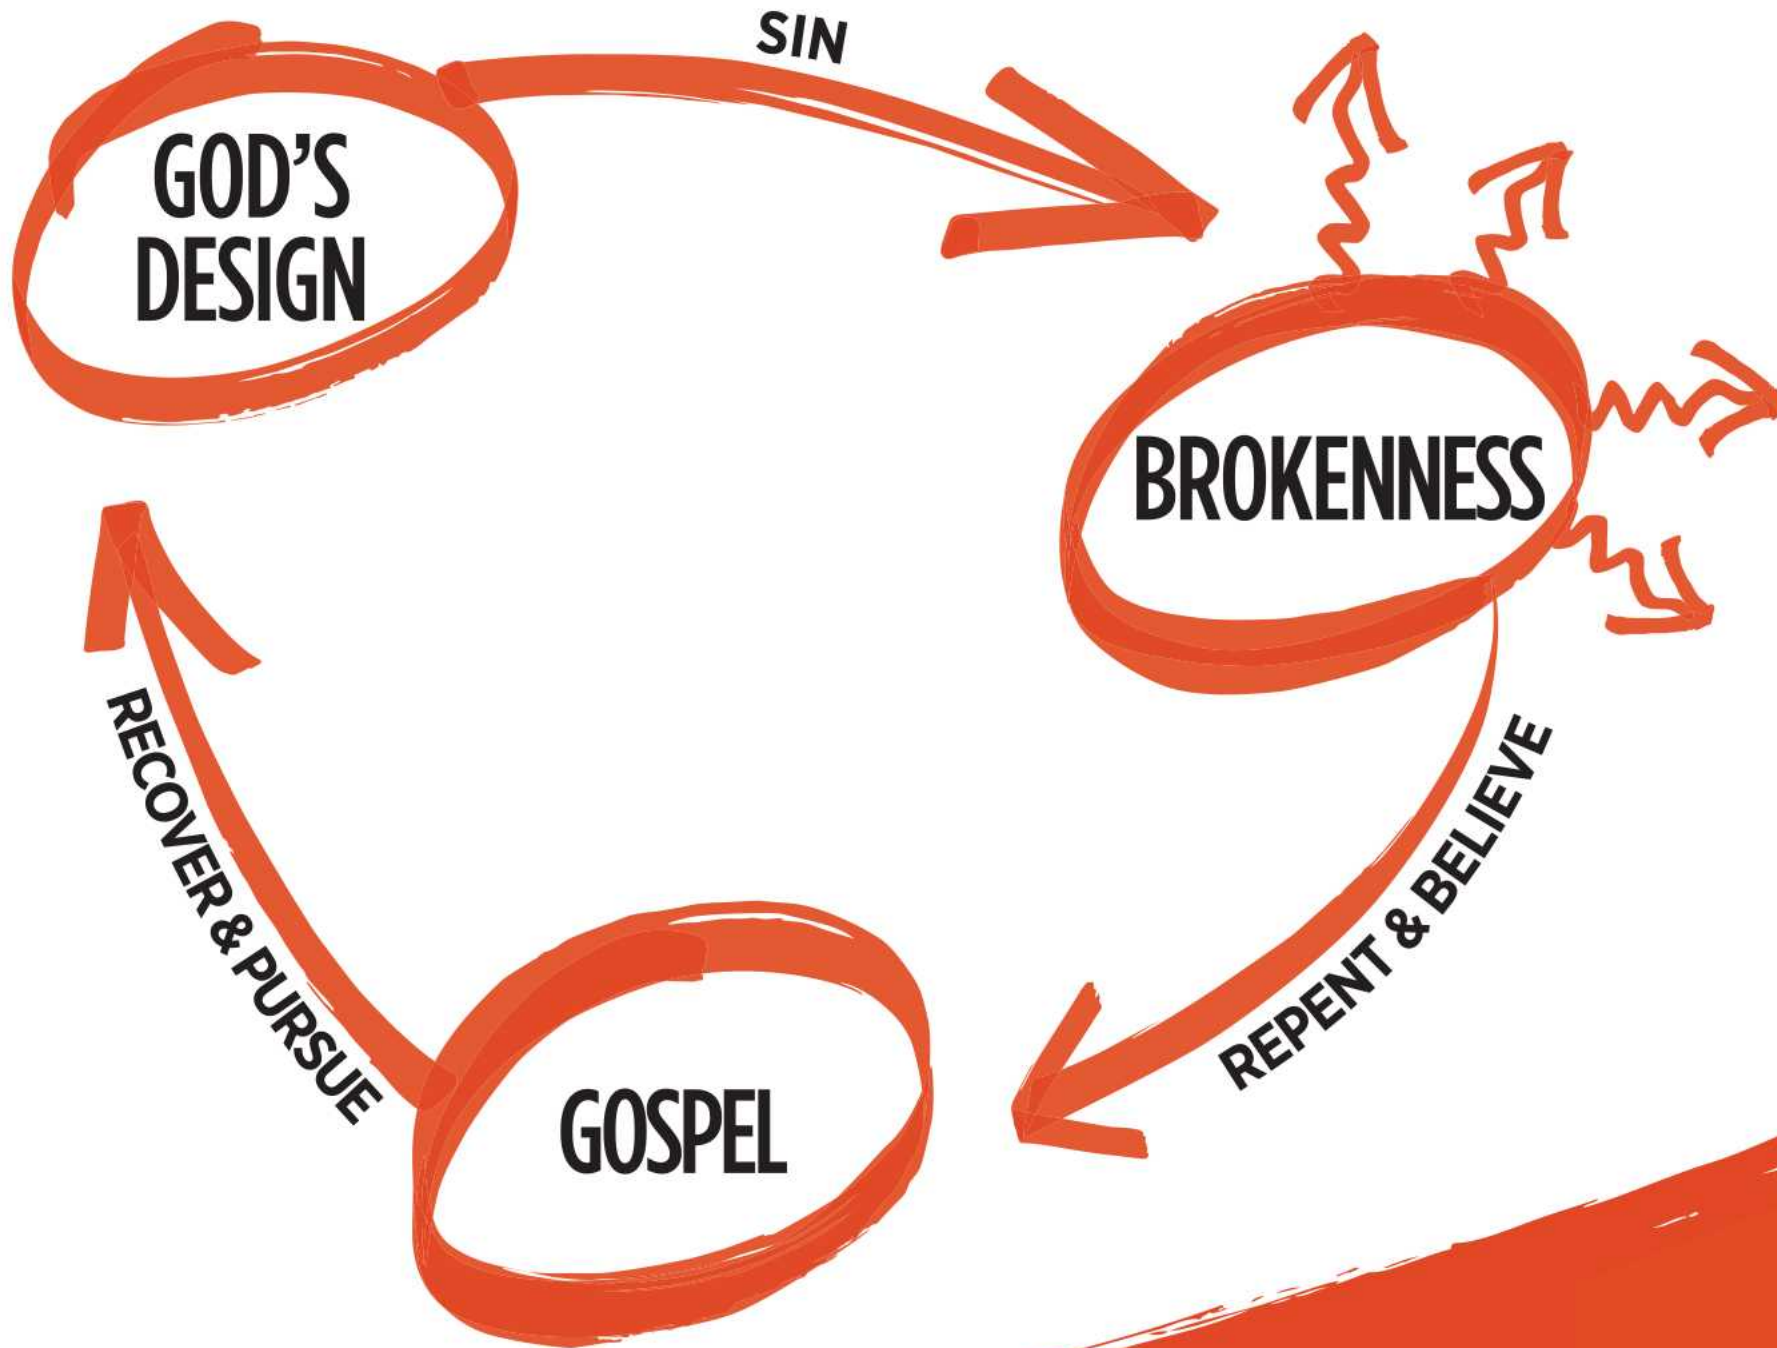 SIN
GOD'S
DESIGN
BROKENNESS
REPENT & BELIEVE
GOSPEL
RECOVER & PURSUE